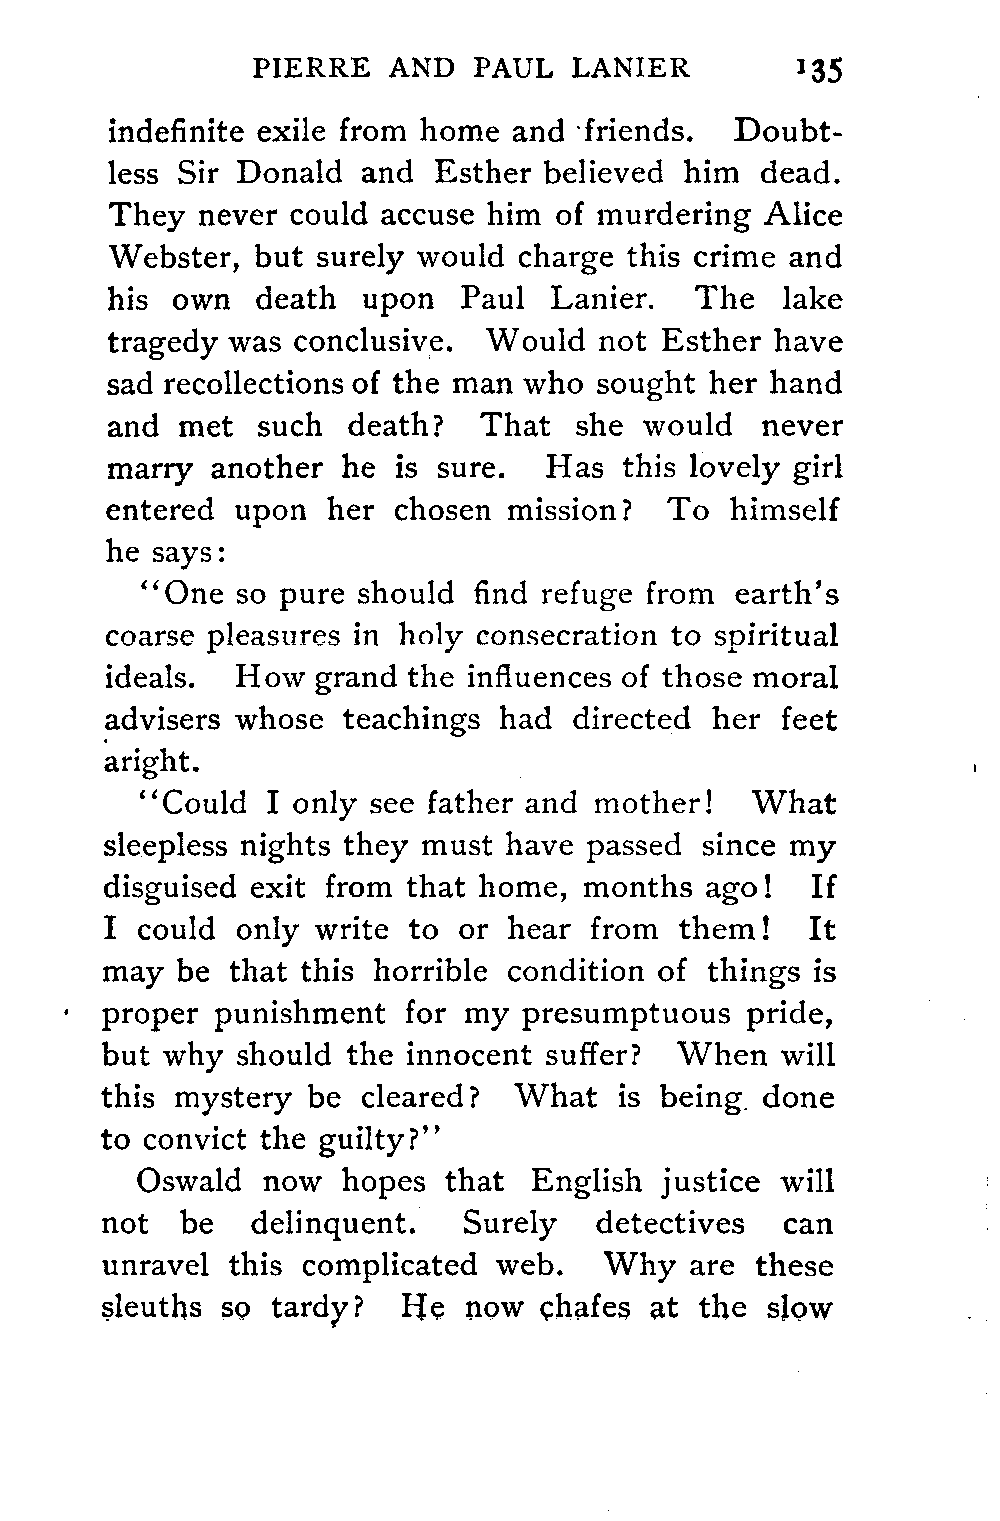 PIERRE AND PAUL LANIER 135
indefinite exile from home and friends. Doubt-
less Sir Donald and Esther believed him dead.
They never could accuse him of murdering Alice
Webster, but surely would charge this crime and
his own death upon Paul Lanier. The lake
tragedy was conclusive. Would not Esther have
sad recollections of the man who sought her hand
and met such death? That she would never
marry another he is sure. Has this lovely girl
entered upon her chosen mission? To himself
he says:
"One so pure should find refuge from earth's
coarse pleasures in holy consecration to spiritual
ideals. How grand the influences of those moral
advisers whose teachings had directed her feet
aright.
"Could I only see father and mother! What
sleepless nights they must have passed since my
disguised exit from that home, months ago! If
I could only write to or hear from them! It
may be that this horrible condition of things is
proper punishment for my presumptuous pride,
but why should the innocent suffer? When will
this mystery be cleared? What is being done
to convict the guilty?"
Oswald now hopes that English justice will
not be delinquent. Surely detectives can
unravel this complicated web. Why are these
sleuths so tardy? He now chafes at the slow